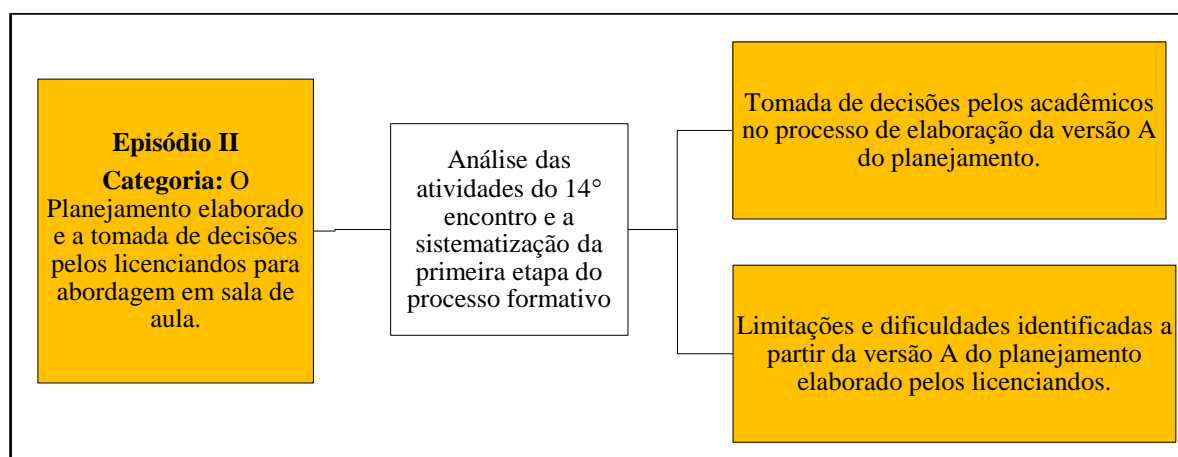 Episódio II
Categoria: O
Planejamento elaborado
e a tomada de decisões
pelos licenciandos para
abordagem em sala de
aula.
Análise das
atividades do 14° 
encontro e a
sistematização da
primeira etapa do
processo formativo
Tomada de decisões pelos acadêmicos
no processo de elaboração da versão A
do planejamento.
Limitações e dificuldades identificadas a
partir da versão A do planejamento
elaborado pelos licenciandos.